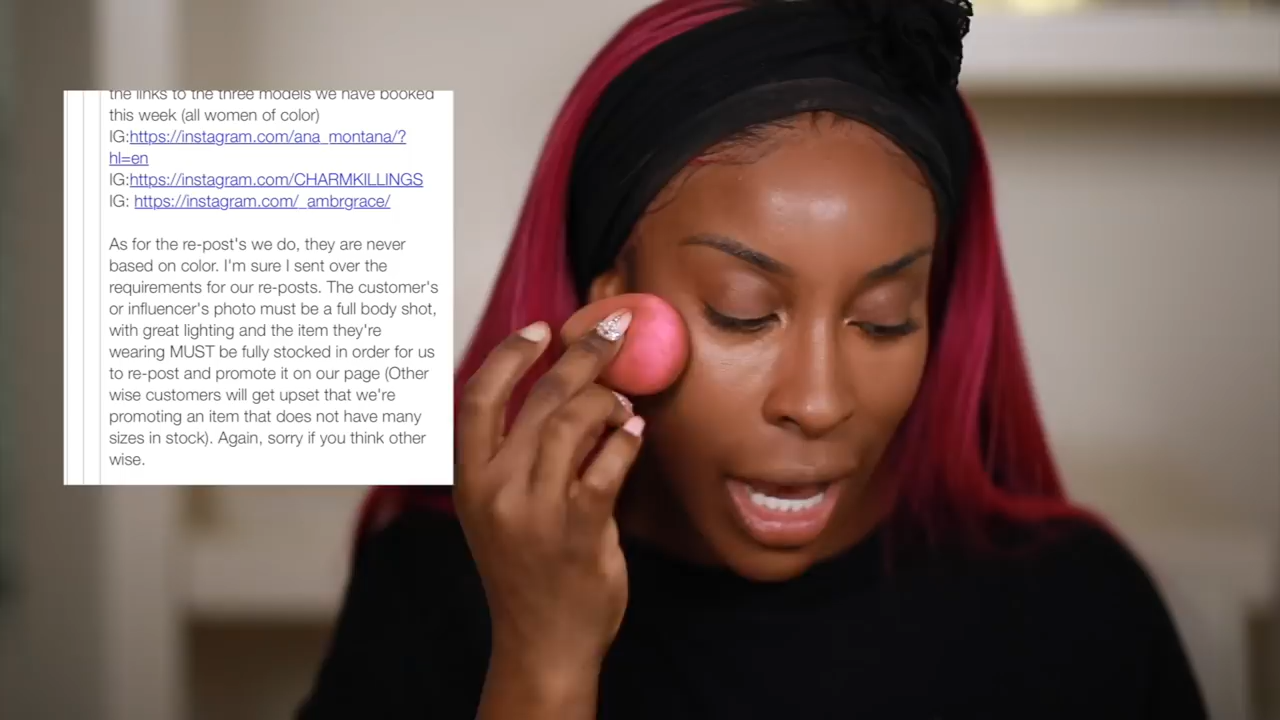 the links to the three models we have booked
this week (all women of color)
IG:https://instagram.com/ana_montana/?
hl=en
IG:https://instagram.com/CHARMKILLINGS
IG: https://instagram.com/_ambrgrace/
As for the re-post's we do, they are never
based on color. I'm sure I sent over the
requirements for our re-posts. The customer's
or influencer's photo must be a full body shot,
with great lighting and the item they're
wearing MUST be fully stocked in order for us
to re-post and promote it on our page (Other
wise customers will get upset that we're
promoting an item that does not have many
sizes in stock). Again, sorry if you think other
wise.